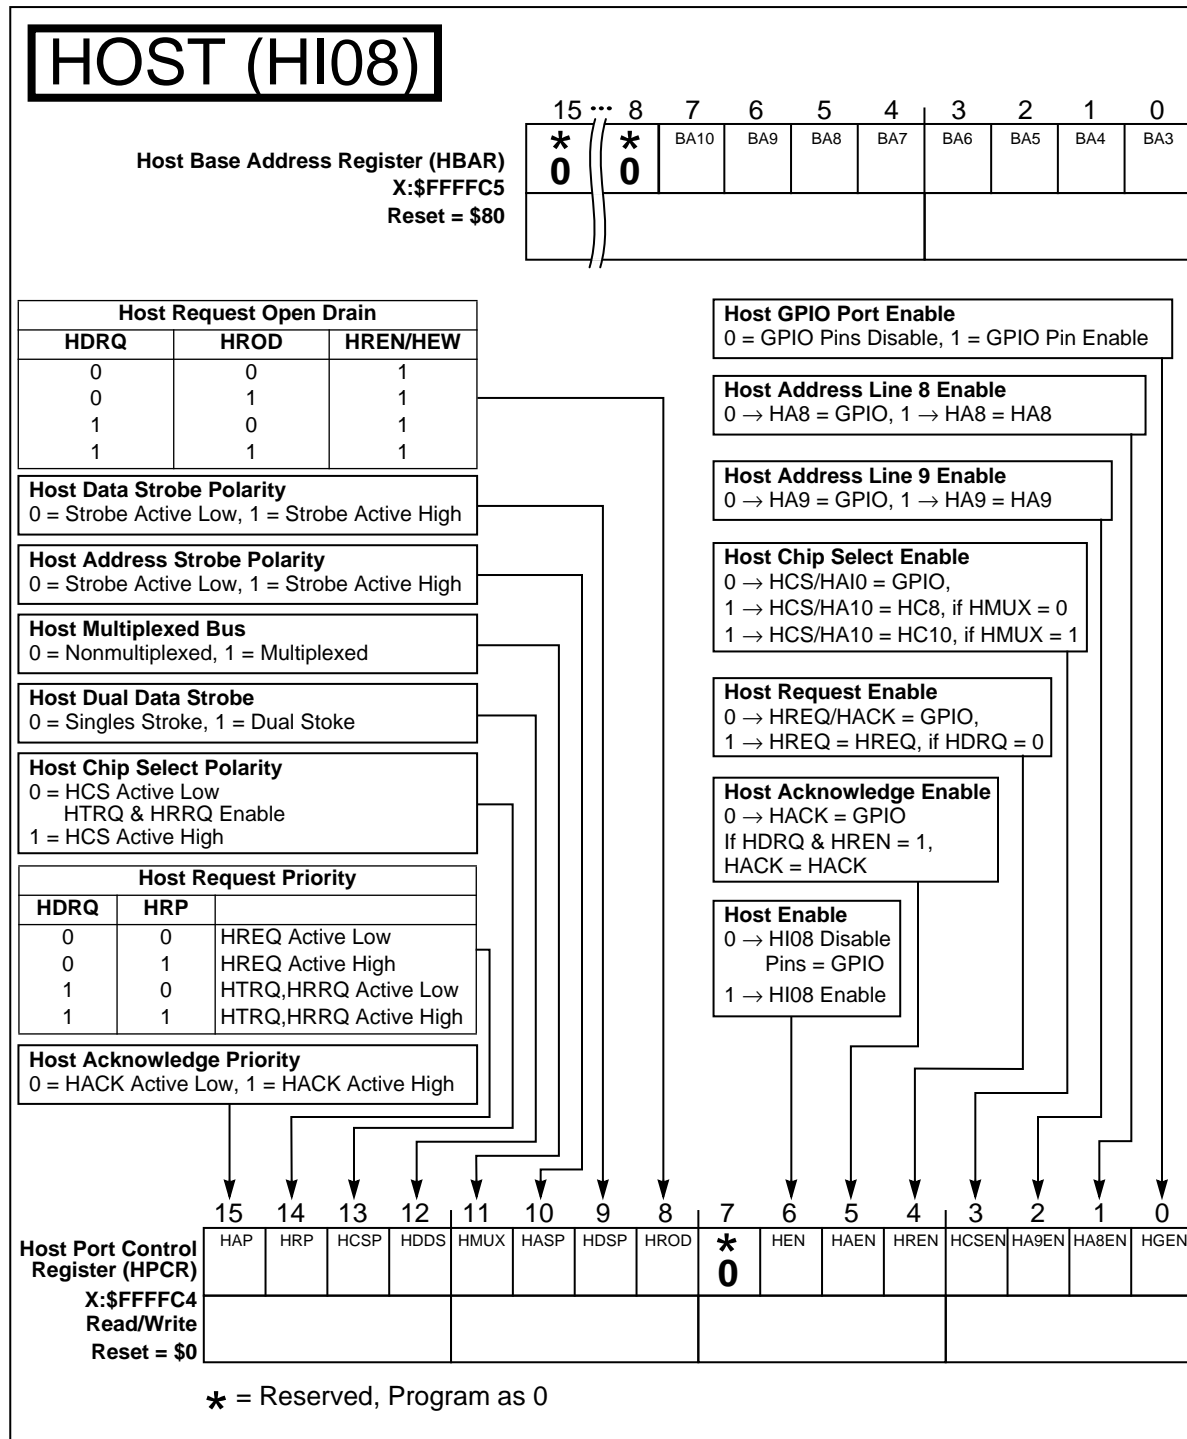 HOST (HI08)
15 ... 8 7 6 5 4 3 2 1 0
Host Base Address Register (HBAR)
X:$FFFFC5
Reset = $80
* * BA10 BA9 BA8 BA7 BA6 BA5 BA4 BA3
0 0
Host Request Open Drain
HDRQ HROD HREN/HEW
0 0 1
0 1 1
1 0 1
1 1 1
Host Data Strobe Polarity
0 = Strobe Active Low, 1 = Strobe Active High
Host Address Strobe Polarity
0 = Strobe Active Low, 1 = Strobe Active High
Host Multiplexed Bus
0 = Nonmultiplexed, 1 = Multiplexed
Host Dual Data Strobe
0 = Singles Stroke, 1 = Dual Stoke
Host Chip Select Polarity
0 = HCS Active Low
HTRQ & HRRQ Enable
1 = HCS Active High
Host Request Priority
HDRQ HRP
0 0 HREQ Active Low
0 1 HREQ Active High
1 0 HTRQ,HRRQ Active Low
1 1 HTRQ,HRRQ Active High
Host Acknowledge Priority
0 = HACK Active Low, 1 = HACK Active High
Host GPIO Port Enable
0 = GPIO Pins Disable, 1 = GPIO Pin Enable
Host Address Line 8 Enable
0 → HA8 = GPIO, 1 → HA8 = HA8
Host Address Line 9 Enable
0 → HA9 = GPIO, 1 → HA9 = HA9
Host Chip Select Enable
0 → HCS/HAI0 = GPIO,
1 → HCS/HA10 = HC8, if HMUX = 0
1 → HCS/HA10 = HC10, if HMUX = 1
Host Request Enable
0 → HREQ/HACK = GPIO,
1 → HREQ = HREQ, if HDRQ = 0
Host Acknowledge Enable
0 → HACK = GPIO
If HDRQ & HREN = 1,
HACK = HACK
Host Enable
0 → HI08 Disable
Pins = GPIO
1 → HI08 Enable
15 14 13 12 11 10 9 8 7 6 5 4 3 2 1 0
Host Port Control
Register (HPCR)
X:$FFFFC4
Read/Write
Reset = $0
HAP HRP HCSP HDDS HMUX HASP HDSP HROD * HEN HAEN HREN HCSEN HA9EN HA8EN HGEN
0
* = Reserved, Program as 0